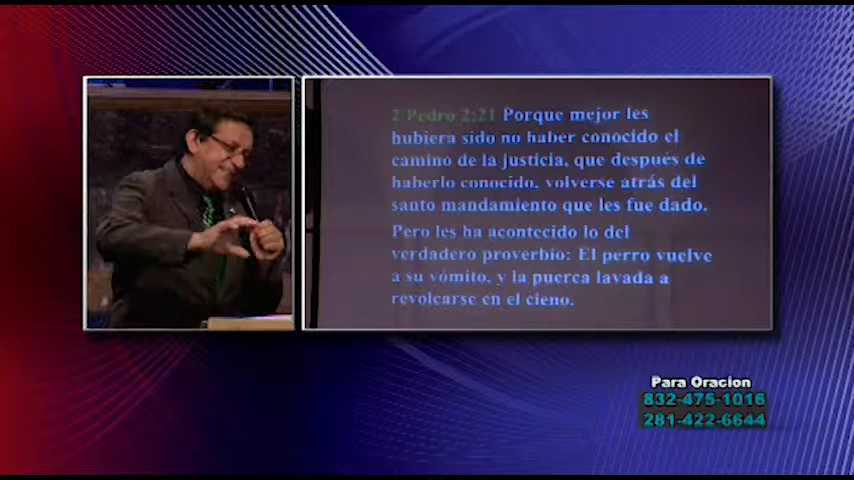 2 Pedro 2:21 Porque mejor les
hubiera sido no haber conocido el
camino de la justicia, que después de
haberlo conocido, volverse atrás del
santo mandamiento que les fue dado.
Pero les ha acontecido lo del
verdadero proverbio: El perro vuelve
a su vómito, y la puerca lavada a
revolcarse en el cieno.
Para Oracion
832-475-1016
281-422-6644